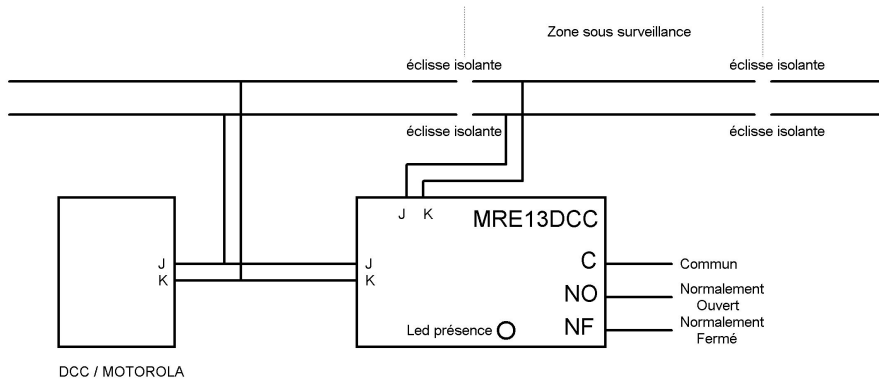 Zone sous surveillance
éclisse isolante
éclisse isolante
éclisse isolante
éclisse isolante
J K
MRE13DCC
J
K
J
K
C
Commun
NO
Normalement
Ouvert
Led présence
NF
Normalement
Fermé
DCC / MOTOROLA